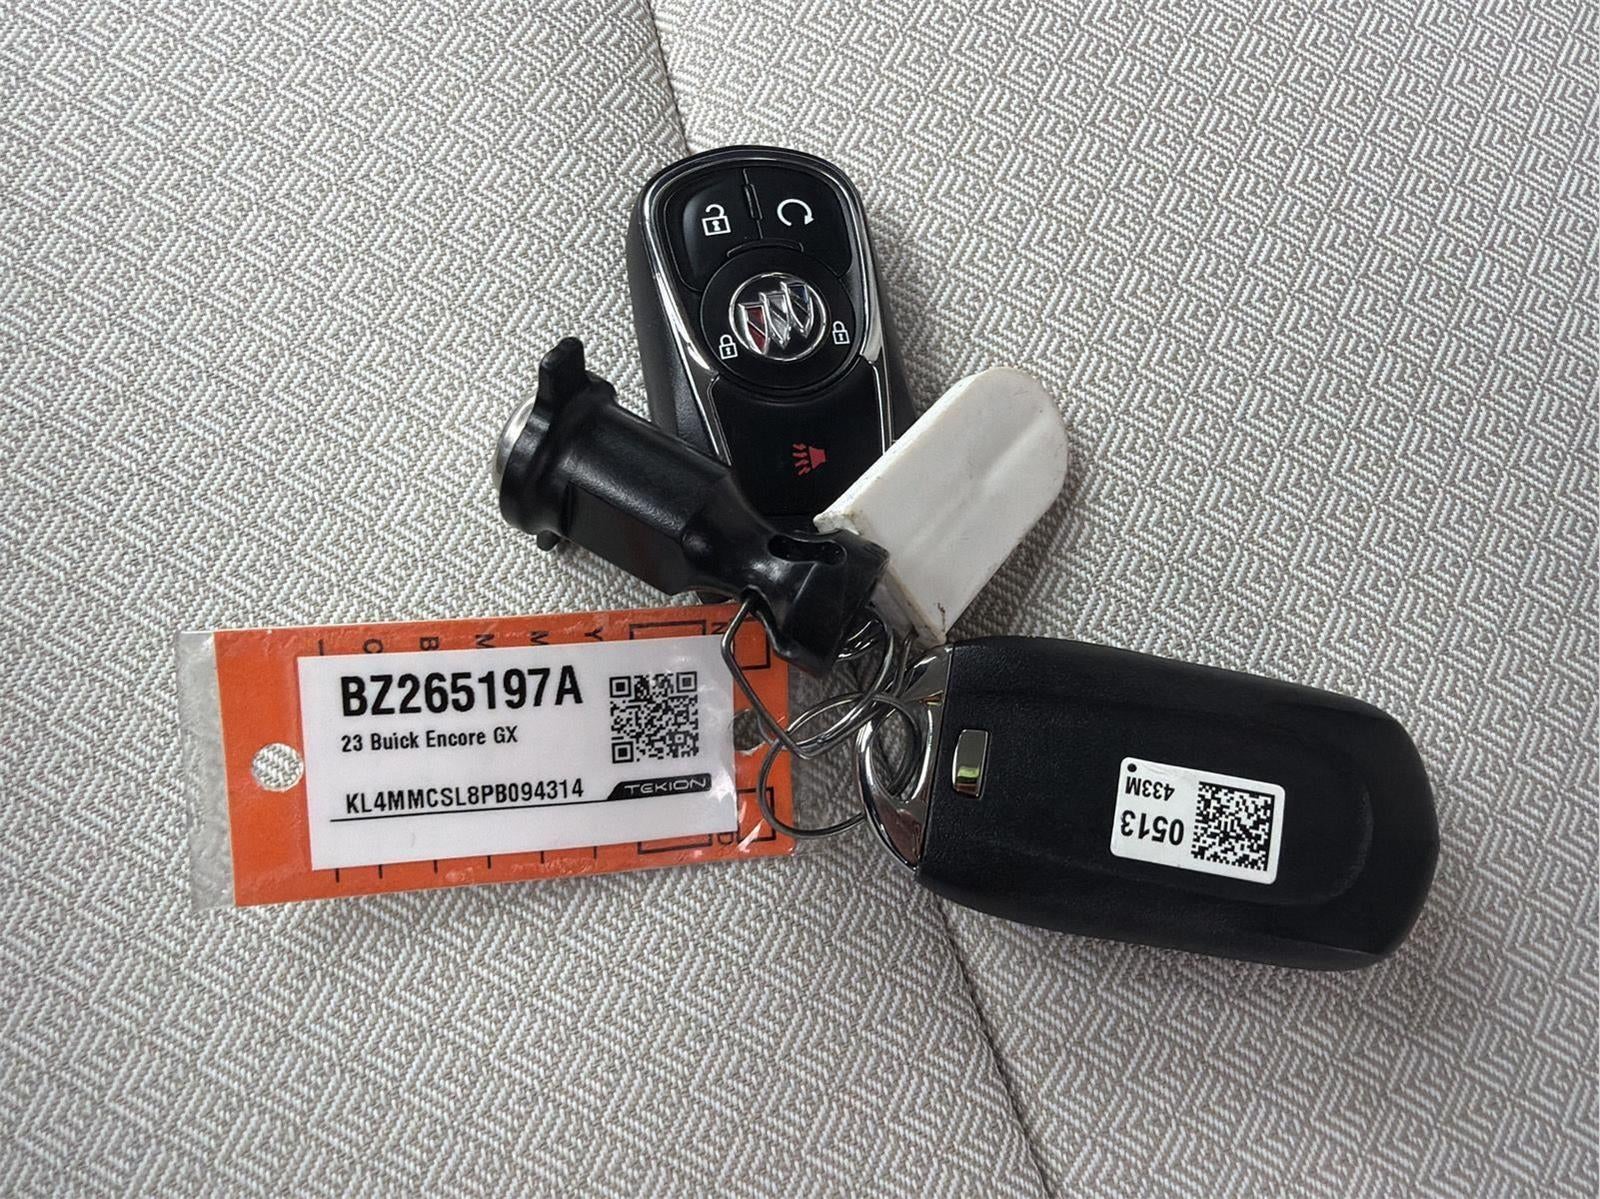 BZ265197A
23 Buick Encore GX
KL4MMCSL8PB094314
TEKION
0513
433M